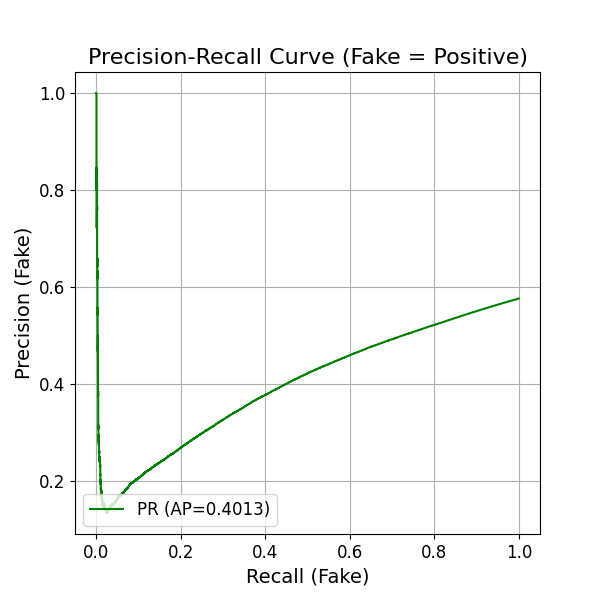 Precision-Recall Curve (Fake = Positive)
1.0
0.8
0.6
0.4
0.2
Precision (Fake)
PR (AP=0.4013)
0.0 0.2 0.4 0.6 0.8 1.0
Recall (Fake)